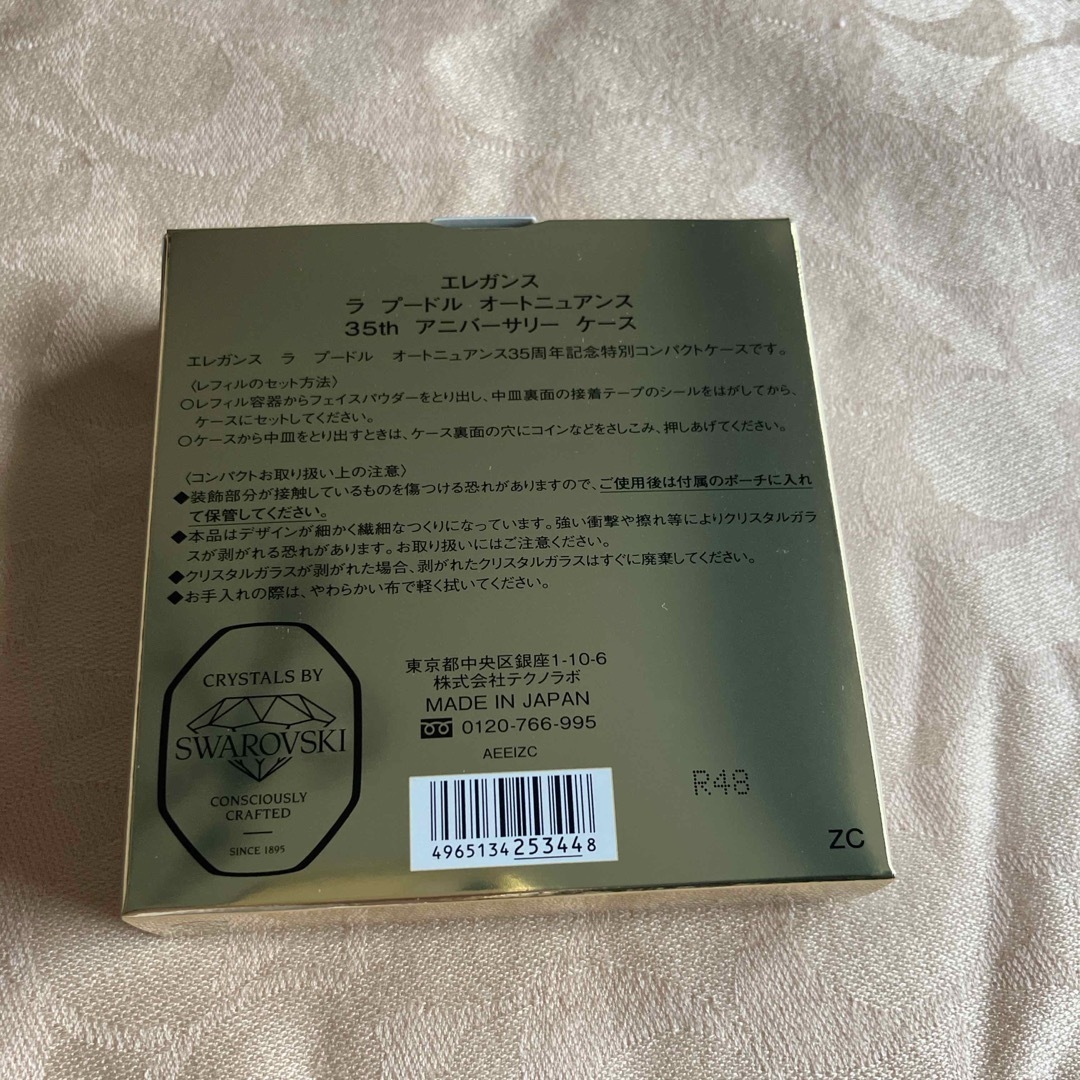 エレガンス
ラ プードル オートニュアンス
35th アニバーサリー ケース
エレガンス ラ プードル オートニュアンス35周年記念特別コンパクトケースです。
〈レフィルのセット方法〉
○レフィル容器からフェイスパウダーをとり出し、中皿裏面の接着テープのシールをはがしてから、
ケースにセットしてください。
○ケースから中皿をとり出すときは、ケース裏面の穴にコインなどをさしこみ、押しあげてください。
〈コンパクトお取り扱い上の注意〉
◆装飾部分が接触しているものを傷つける恐れがありますので、ご使用後は付属のポーチに入れ
て保管してください。
◆本品はデザインが細かく繊細なつくりになっています。強い衝撃や擦れ等によりクリスタルガラ
スが剥がれる恐れがあります。お取り扱いにはご注意ください。
◆クリスタルガラスが剥がれた場合、剥がれたクリスタルガラスはすぐに廃棄してください。
◆お手入れの際は、やわらかい布で軽く拭いてください。
CRYSTALS BY
SWAROVSKI
CONSCIOUSLY
CRAFTED
SINCE 1895
東京都中央区銀座1-10-6
株式会社テクノラボ
MADE IN JAPAN
0120-766-995
AEEIZC
4965134253448
R48
ZC